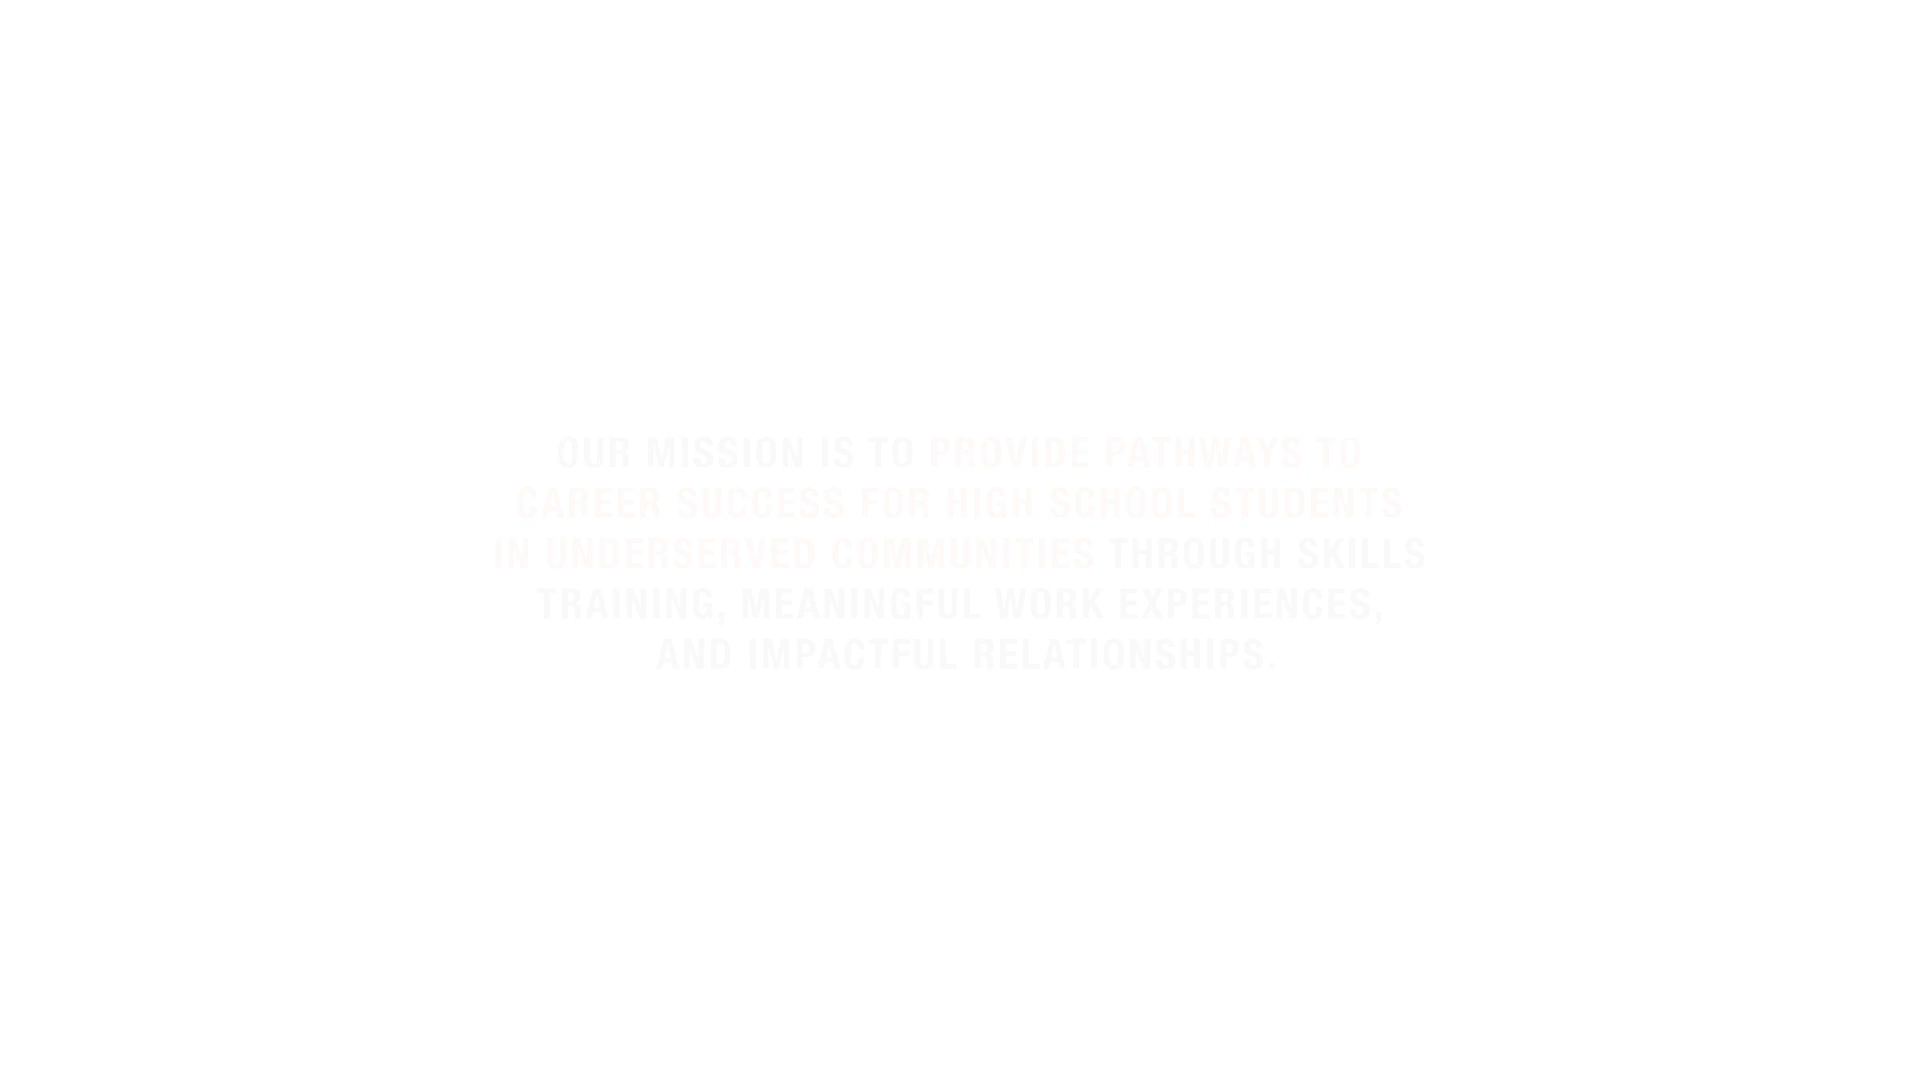 OUR MISSION IS TO PROVIDE PATHWAYS TO
CAREER SUCCESS FOR HIGH SCHOOL STUDENTS
IN UNDERSERVED COMMUNITIES THROUGH SKILLS
TRAINING, MEANINGFUL WORK EXPERIENCES,
AND IMPACTFUL RELATIONSHIPS.